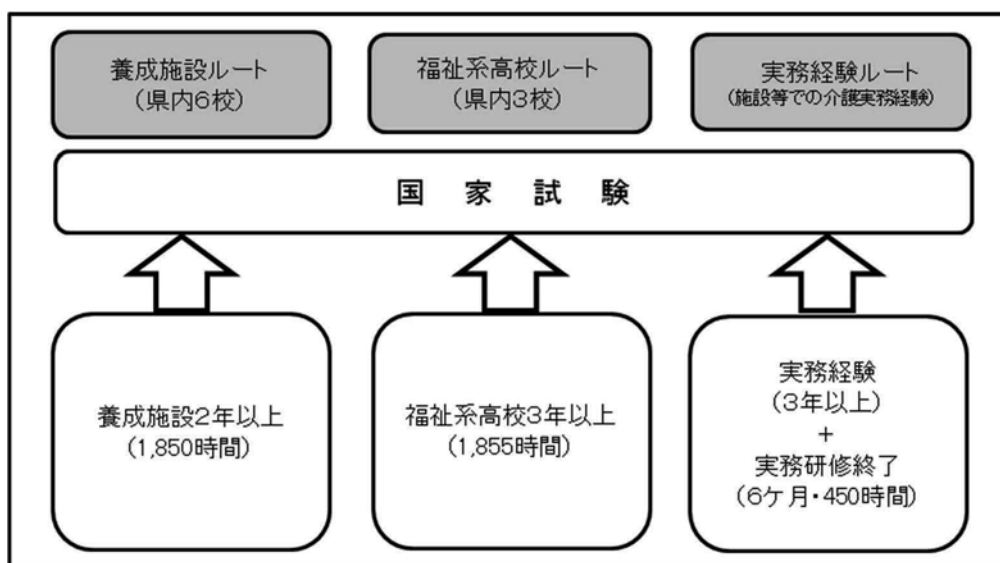 養成施設ルート
(県内6校)
福祉系高校ルート
(県内3校)
実務経験ルート
(施設等での介護実務経験)
国家試験
養成施設2年以上
(1,850時間)
福祉系高校3年以上
(1,855時間)
実務経験
(3年以上)
+
実務研修終了
(6ケ月・450時間)